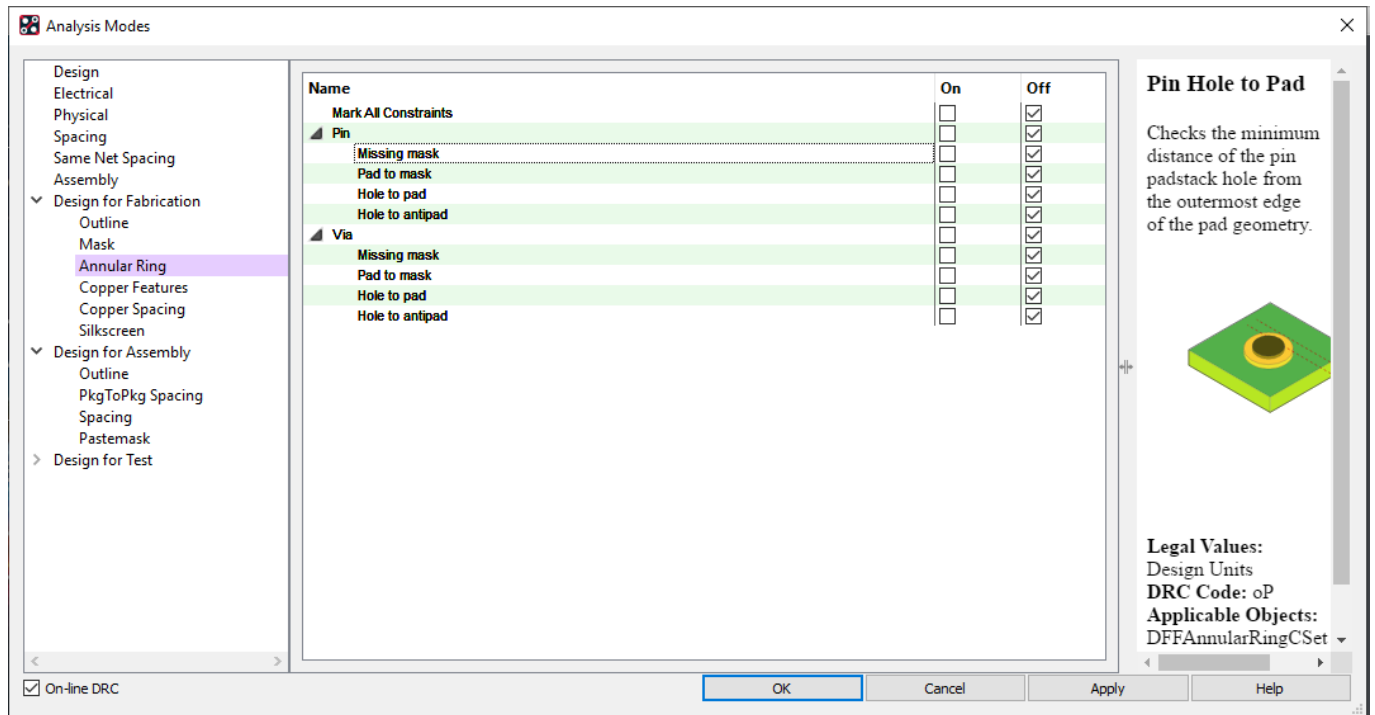 Analysis Modes
Design
Electrical
Physical
Spacing
Same Net Spacing
Assembly
Design for Fabrication
Outline
Mask
Annular Ring
Copper Features
Copper Spacing
Silkscreen
Design for Assembly
Outline
PkgToPkg Spacing
Spacing
Pastemask
Design for Test
Name On Off
Mark All Constraints
Pin
Missing mask
Pad to mask
Hole to pad
Hole to antipad
Via
Missing mask
Pad to mask
Hole to pad
Hole to antipad
Pin Hole to Pad
Checks the minimum
distance of the pin
padstack hole from
the outermost edge
of the pad geometry.
Legal Values:
Design Units
DRC Code: oP
Applicable Objects:
DFFAnnularRingCSet
On-line DRC
OK Cancel Apply Help